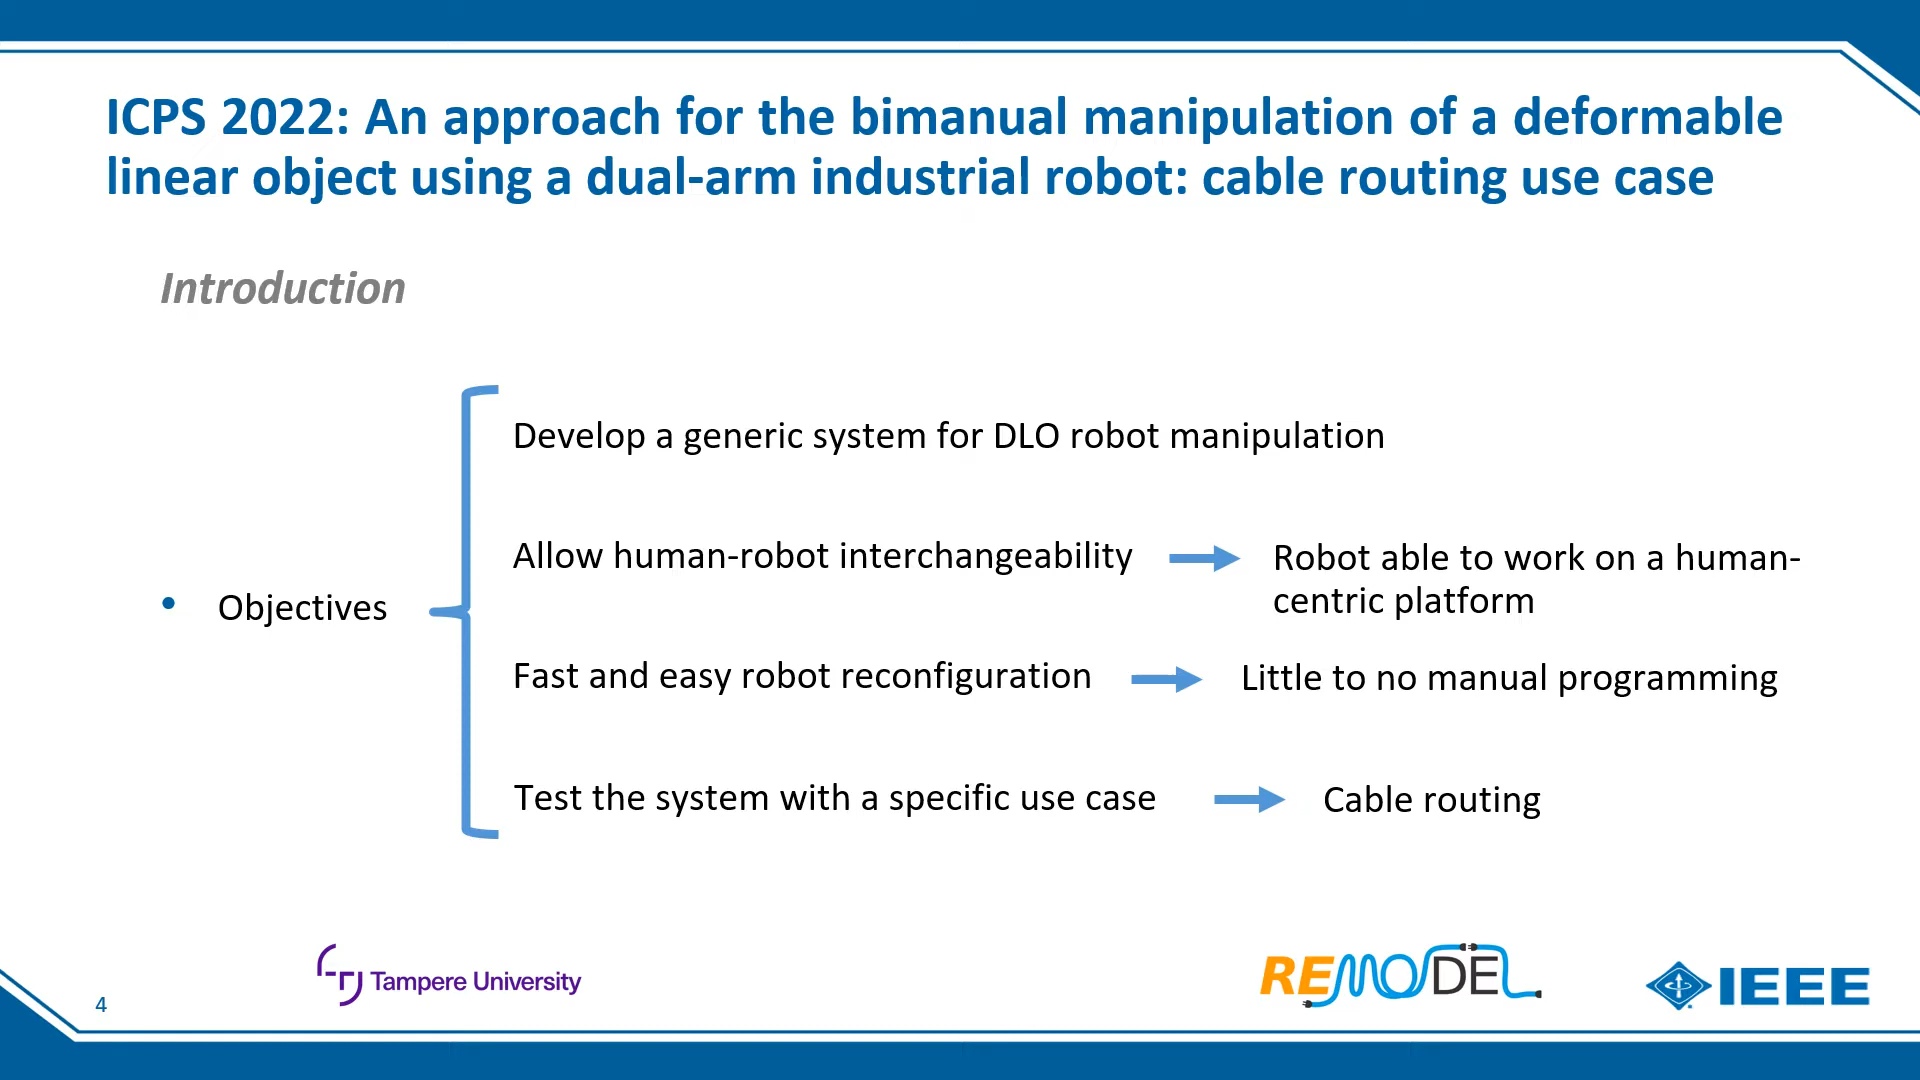 ICPS 2022: An approach for the bimanual manipulation of a deformable
linear object using a dual-arm industrial robot: cable routing use case
Introduction
• Objectives
Develop a generic system for DLO robot manipulation
Allow human-robot interchangeability
Robot able to work on a human-
centric platform
Fast and easy robot reconfiguration
Little to no manual programming
Test the system with a specific use case
Cable routing
4
Tampere University
REMODEL
IEEE